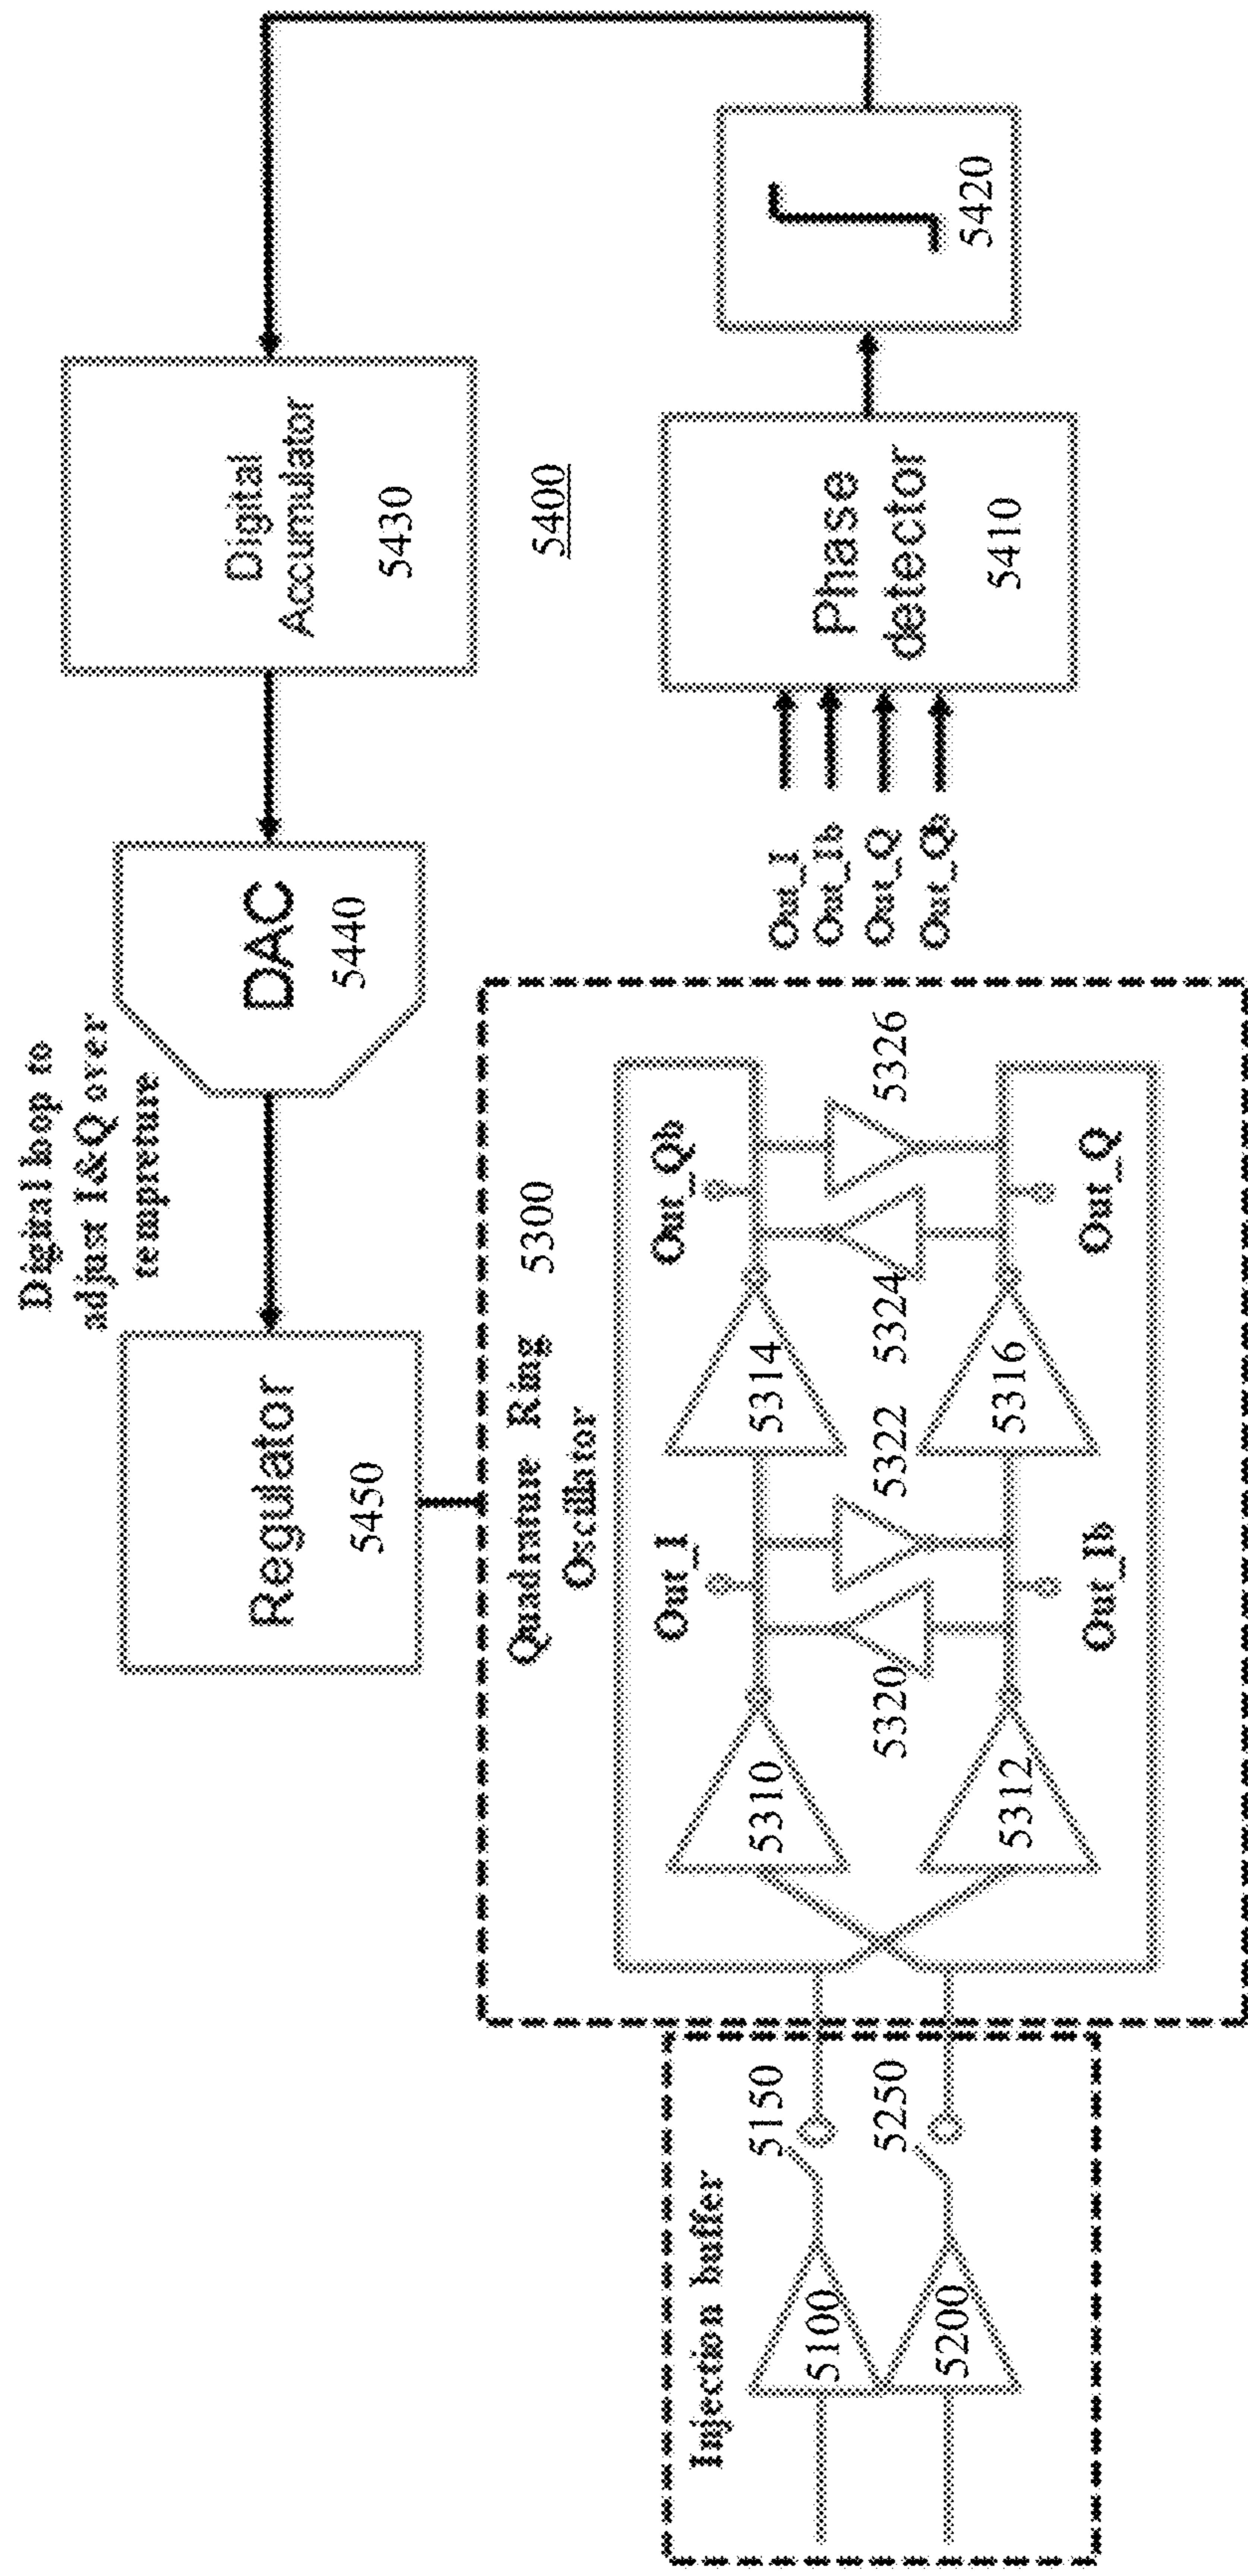 Digital loop to
adjust I&Q over
tempreture
Regulator
5450
DAC
5440
Digital
Accumulator
5430
5400
Injection buffer
5100
5150
5200
5250
Quadrature Ring
Oscillator
5300
Out_I
Out_Qb
5310
5314
5320
5322
5324
5326
5312
5316
Out_Ib
Out_Q
Out_I
Out_Ib
Out_Q
Out_Qb
Phase
detector
5410
5420